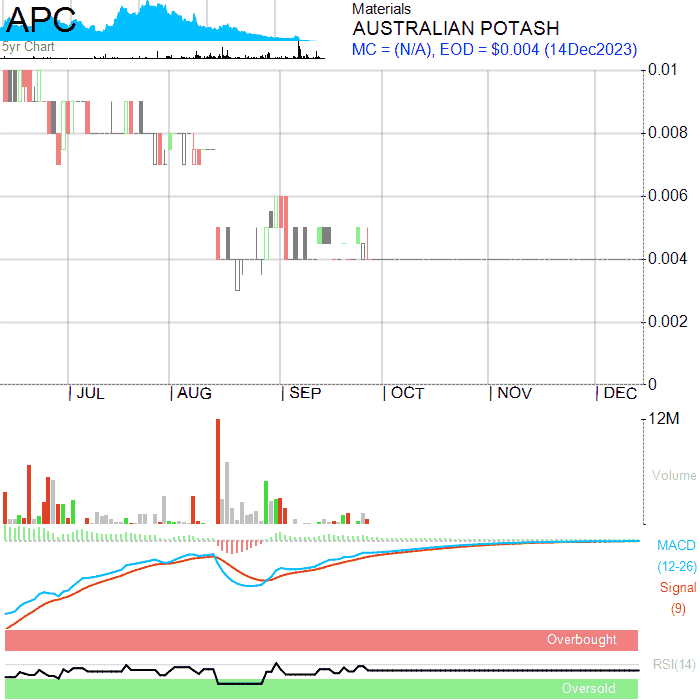 APC
5yr Chart
Materials
AUSTRALIAN POTASH
MC = (N/A), EOD = $0.004 (14Dec2023)
0.01
0.008
0.006
0.004
0.002
0
JUL AUG SEP OCT NOV DEC
12M
Volume
MACD
(12-26)
Signal
(9)
Overbought
RSI(14)
Oversold